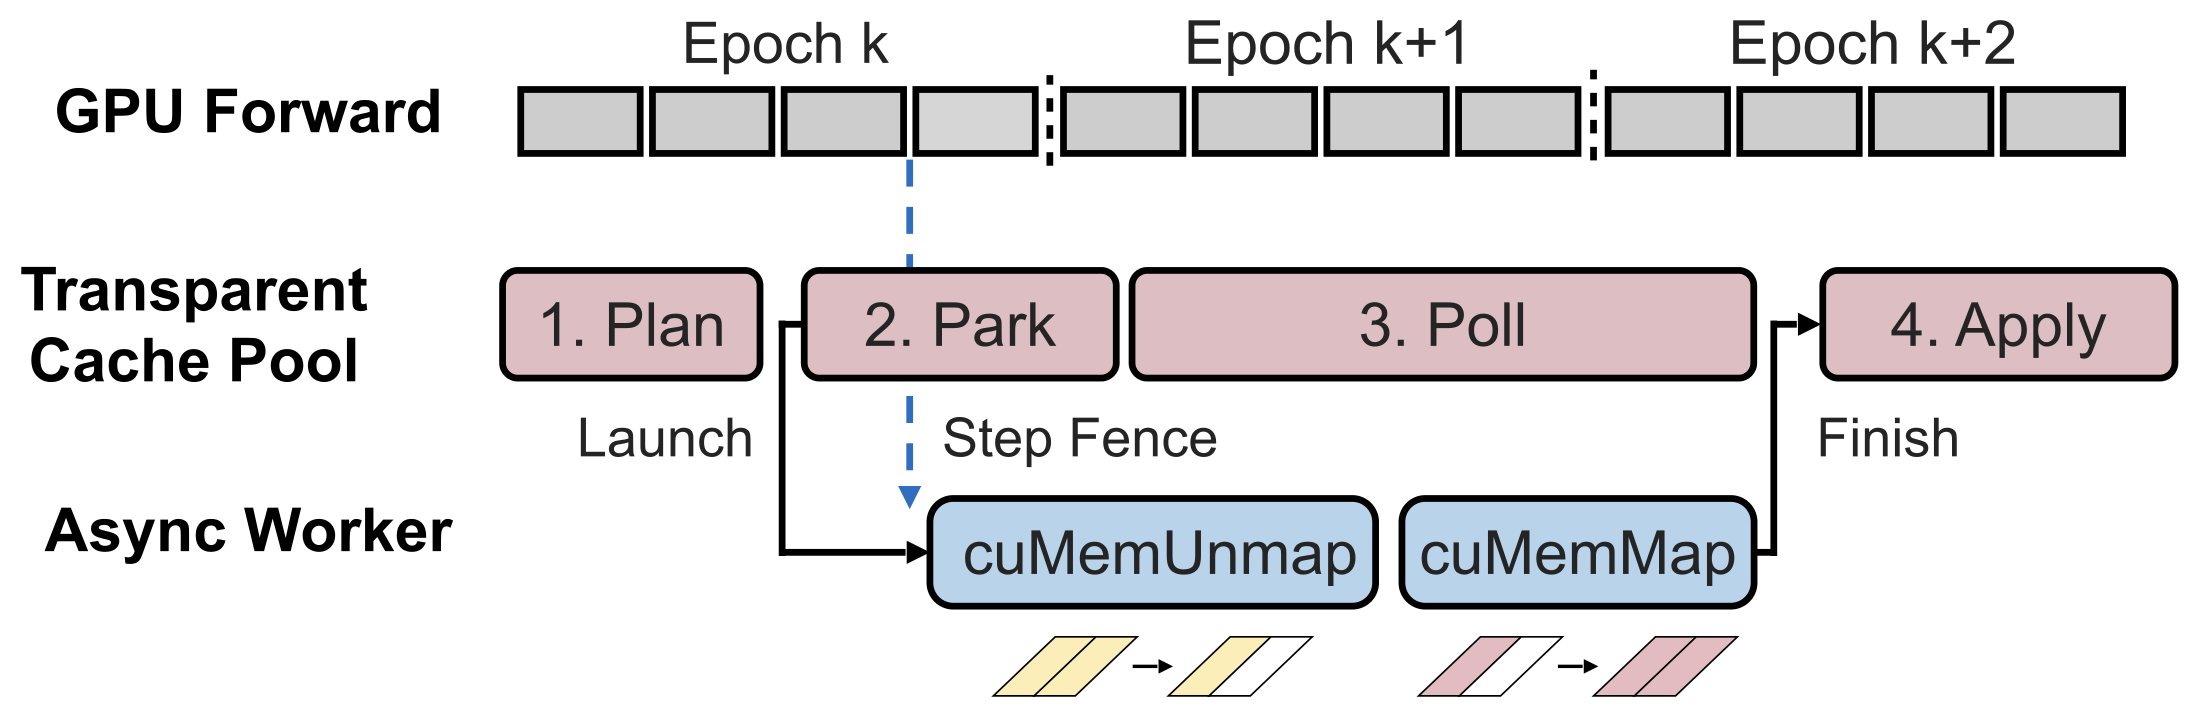 Epoch k
Epoch k+1
Epoch k+2
GPU Forward
Transparent
Cache Pool
1. Plan
2. Park
3. Poll
4. Apply
Launch
Step Fence
Finish
Async Worker
cuMemUnmap
cuMemMap